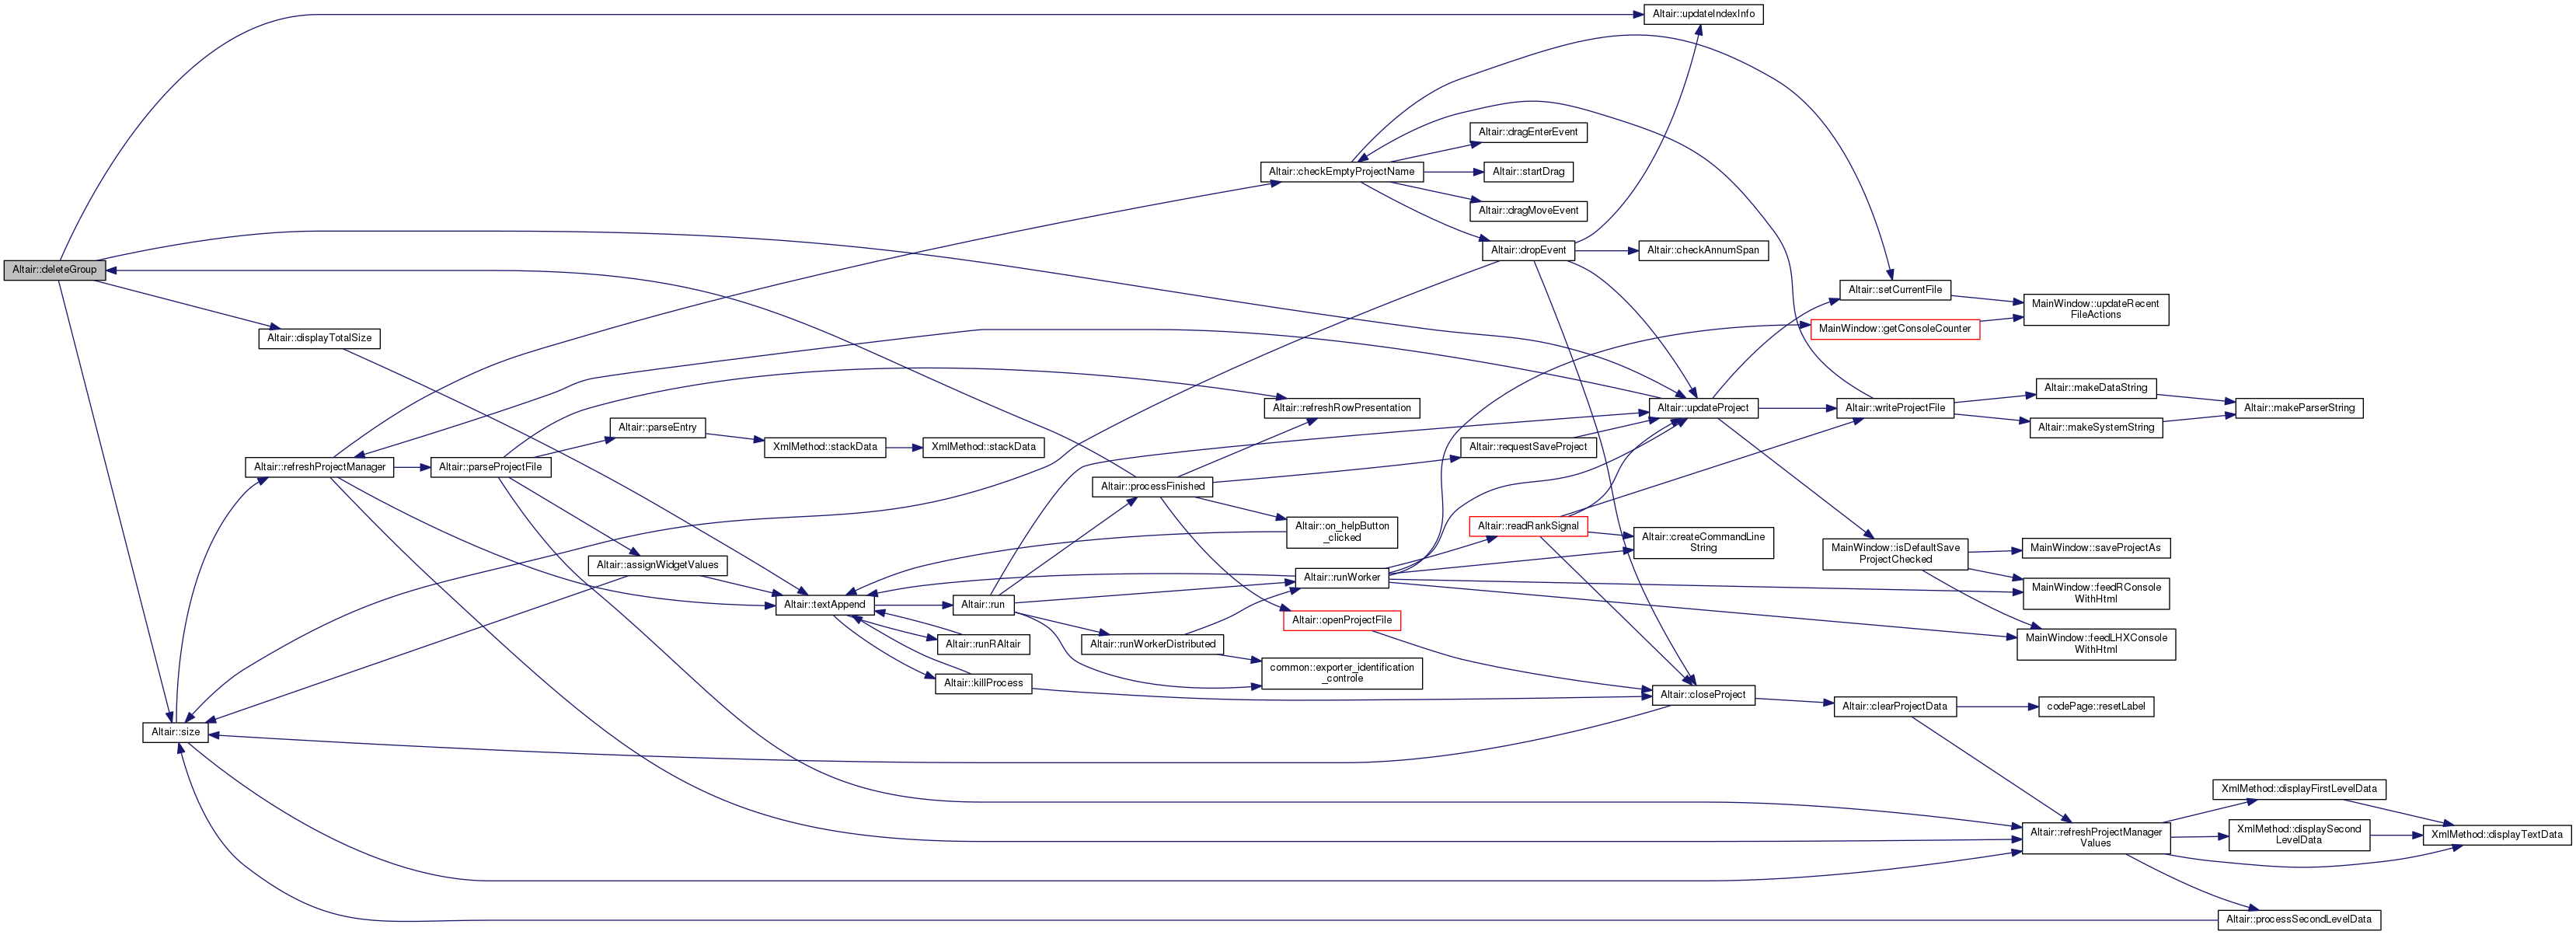 Altair::updateIndexInfo
Altair::dragEnterEvent
Altair::checkEmptyProjectName
Altair::startDrag
Altair::dragMoveEvent
Altair::dropEvent
Altair::checkAnnumSpan
Altair::deleteGroup
Altair::setCurrentFile
MainWindow::updateRecent
FileActions
MainWindow::getConsoleCounter
Altair::displayTotalSize
Altair::makeDataString
Altair::refreshRowPresentation
Altair::updateProject
Altair::writeProjectFile
Altair::makeParserString
Altair::parseEntry
Altair::makeSystemString
XmlMethod::stackData
XmlMethod::stackData
Altair::requestSaveProject
Altair::refreshProjectManager
Altair::parseProjectFile
Altair::processFinished
Altair::on_helpButton
_clicked
Altair::readRankSignal
Altair::createCommandLine
String
MainWindow::isDefaultSave
ProjectChecked
MainWindow::saveProjectAs
Altair::assignWidgetValues
Altair::runWorker
MainWindow::feedRConsole
WithHtml
Altair::textAppend
Altair::run
Altair::openProjectFile
Altair::runRAltair
Altair::runWorkerDistributed
MainWindow::feedLHXConsole
WithHtml
common::exporter_identification
_controle
Altair::killProcess
Altair::closeProject
Altair::clearProjectData
codePage::resetLabel
Altair::size
XmlMethod::displayFirstLevelData
Altair::refreshProjectManager
Values
XmlMethod::displaySecond
LevelData
XmlMethod::displayTextData
Altair::processSecondLevelData